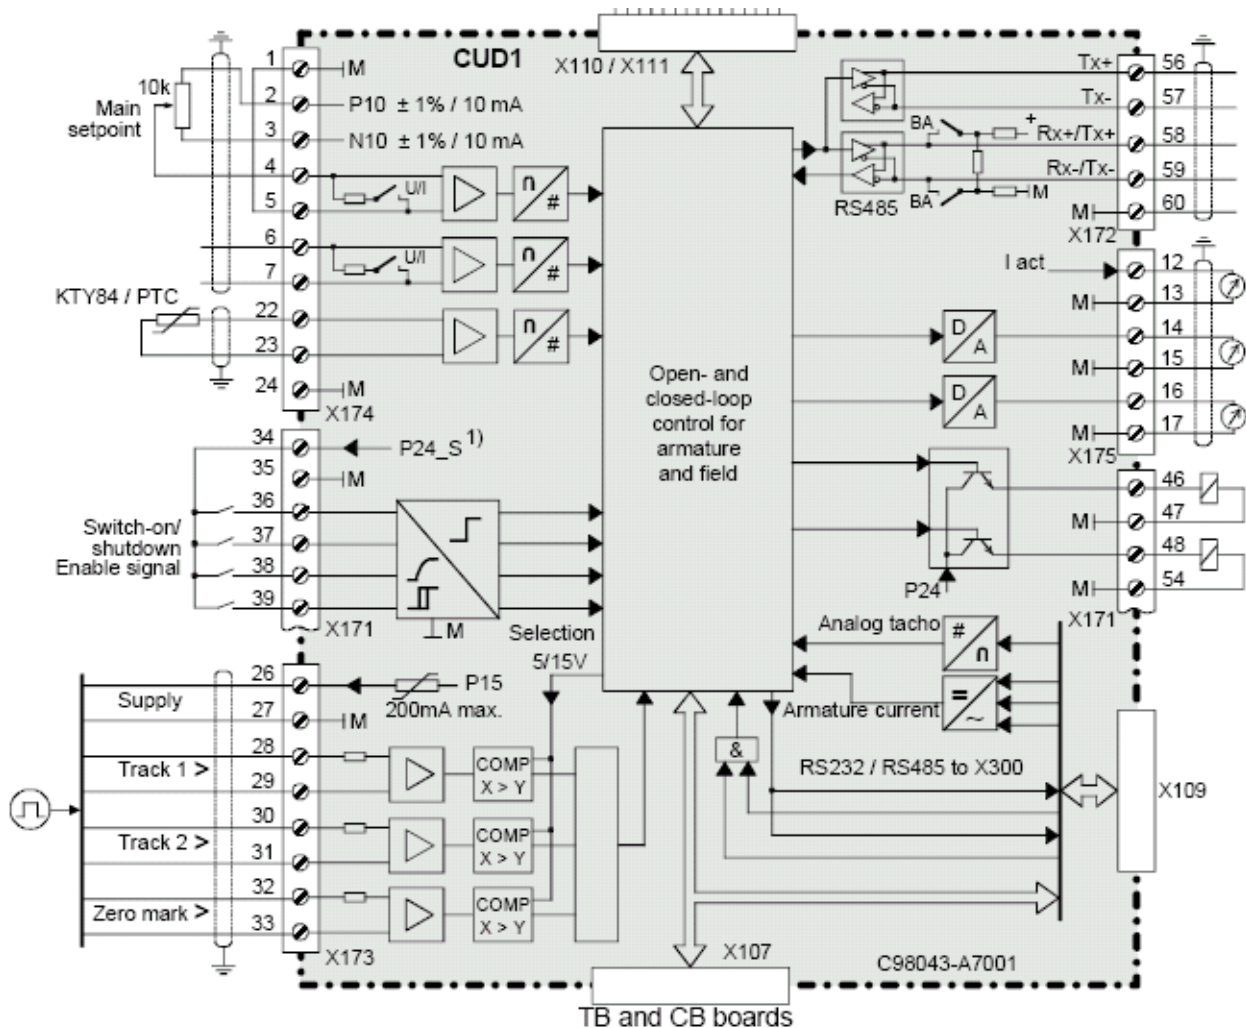 CUD1
X110 / X111
1
M
10k
2
P10 ± 1% / 10 mA
Main
setpoint
3
N10 ± 1% / 10 mA
4
U/I
n
#
5
6
U/I
n
#
7
KTY84 / PTC
22
n
#
23
24
M
X174
34
P24_S 1)
35
M
36
Switch-on/
shutdown
Enable signal
37
38
39
X171
M
Selection
5/15V
26
P15
200mA max.
Supply
27
M
28
Track 1 >
COMP
X > Y
29
30
Track 2 >
COMP
X > Y
31
32
Zero mark >
COMP
X > Y
33
X173
Open- and
closed-loop
control for
armature
and field
Tx+
56
Tx-
57
BA
+
Rx+/Tx+
58
Rx-/Tx-
59
BA
M
RS485
M
60
X172
I act
12
M
13
D
A
14
M
15
D
A
16
M
17
X175
46
M
47
48
P24
M
54
X171
Analog tacho
#
n
Armature current
=
~
&
RS232 / RS485 to X300
X109
X107
C98043-A7001
TB and CB boards